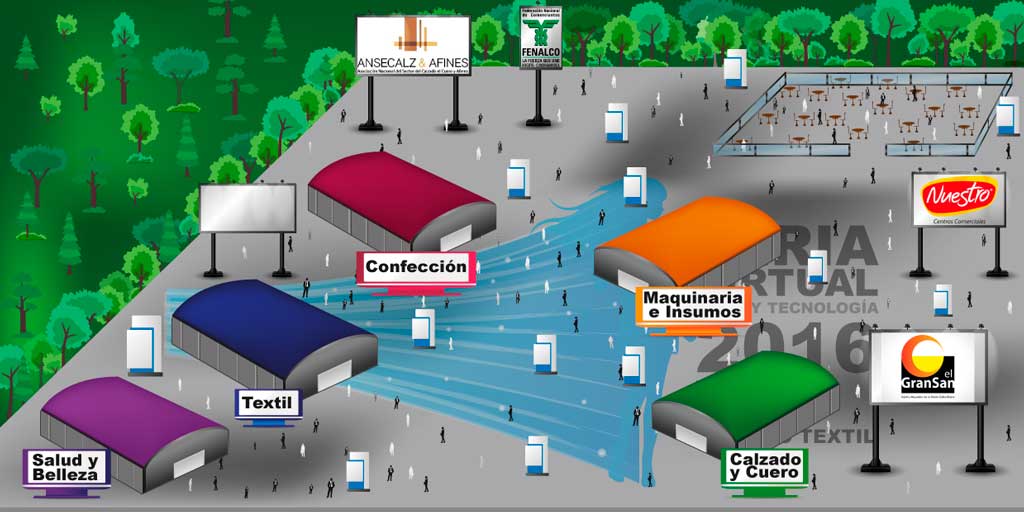 ANSECALZ & AFINES
Asociación Nacional del Sector del Calzado el Cuero y Afines
Federación Nacional
de Comerciantes
FENALCO
LA FUERZA QUE UNE
Nuestro
Centros Comerciales
Confección
Maquinaria
e Insumos
RIA
RTUAL
Y TECNOLOGÍA
2016
el
GranSan
Textil
TEXTIL
Salud y
Belleza
Calzado
y Cuero